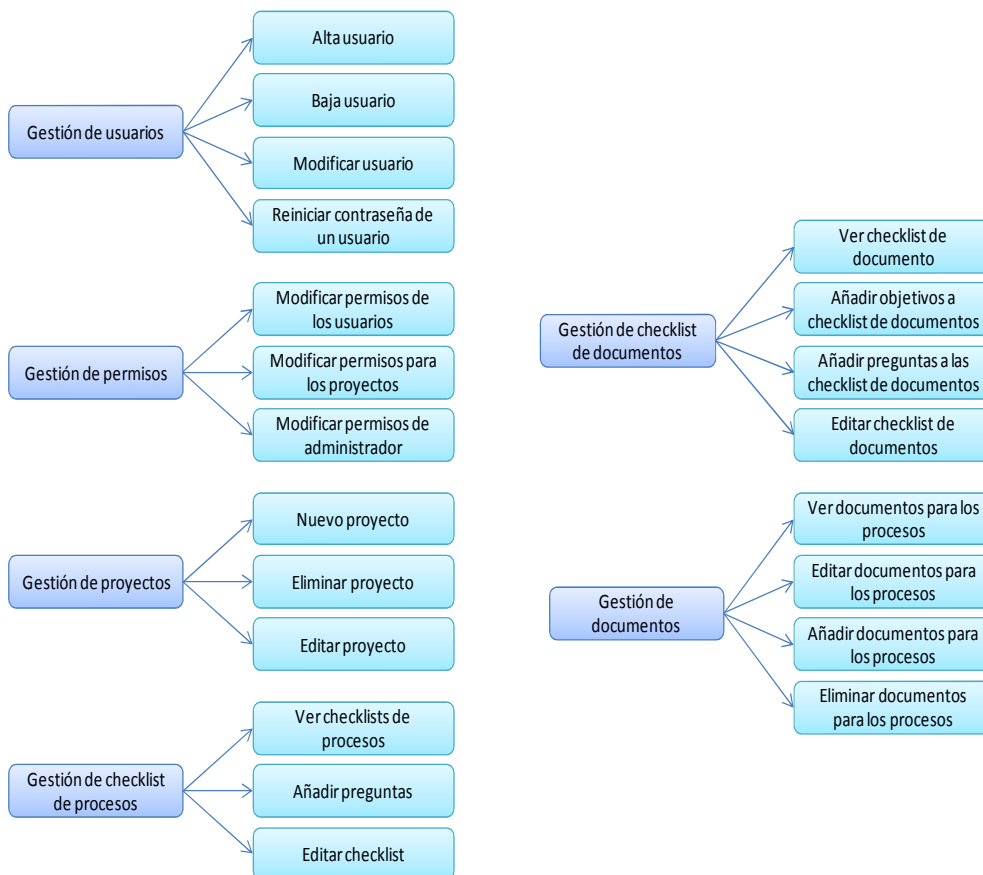 Gestión de usuarios
Alta usuario
Baja usuario
Modificar usuario
Reiniciar contraseña de
un usuario
Gestión de permisos
Modificar permisos de
los usuarios
Modificar permisos para
los proyectos
Modificar permisos de
administrador
Gestión de proyectos
Nuevo proyecto
Eliminar proyecto
Editar proyecto
Gestión de checklist
de procesos
Ver checklists de
procesos
Añadir preguntas
Editar checklist
Gestión de checklist
de documentos
Ver checklist de
documento
Añadir objetivos a
checklist de documentos
Añadir preguntas a las
checklist de documentos
Editar checklist de
documentos
Gestión de
documentos
Ver documentos para los
procesos
Editar documentos para
los procesos
Añadir documentos para
los procesos
Eliminar documentos
para los procesos